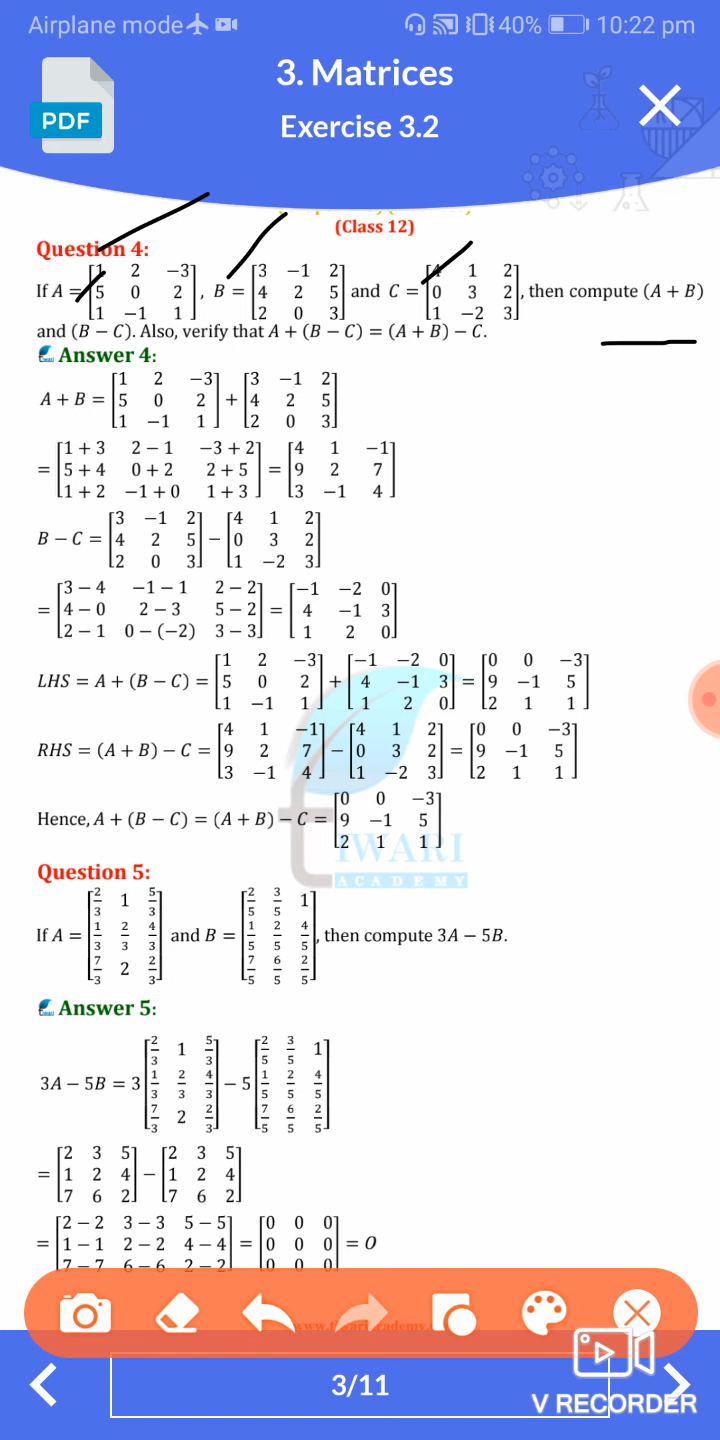 Airplane mode 40% 10:22 pm
3. Matrices
PDF
Exercise 3.2
(Class 12)
Question 4:
If A = [1 2 −3; 5 0 2; 1 −1 1], B = [3 −1 2; 4 2 5; 2 0 3] and C = [4 1 2; 0 3 2; 1 −2 3], then compute (A + B)
and (B − C). Also, verify that A + (B − C) = (A + B) − C.
Answer 4:
A + B = [1 2 −3; 5 0 2; 1 −1 1] + [3 −1 2; 4 2 5; 2 0 3]
= [1 + 3 2 − 1 −3 + 2; 5 + 4 0 + 2 2 + 5; 1 + 2 −1 + 0 1 + 3] = [4 1 −1; 9 2 7; 3 −1 4]
B − C = [3 −1 2; 4 2 5; 2 0 3] − [4 1 2; 0 3 2; 1 −2 3]
= [3 − 4 −1 − 1 2 − 2; 4 − 0 2 − 3 5 − 2; 2 − 1 0 − (−2) 3 − 3] = [−1 −2 0; 4 −1 3; 1 2 0]
LHS = A + (B − C) = [1 2 −3; 5 0 2; 1 −1 1] + [−1 −2 0; 4 −1 3; 1 2 0] = [0 0 −3; 9 −1 5; 2 1 1]
RHS = (A + B) − C = [4 1 −1; 9 2 7; 3 −1 4] − [4 1 2; 0 3 2; 1 −2 3] = [0 0 −3; 9 −1 5; 2 1 1]
Hence, A + (B − C) = (A + B) − C = [0 0 −3; 9 −1 5; 2 1 1]
TIWARI
ACADEMY
Question 5:
If A = [2/3 1 5/3; 1/3 2/3 4/3; 7/3 2 2/3] and B = [2/5 3/5 1; 1/5 2/5 4/5; 7/5 6/5 2/5], then compute 3A − 5B.
Answer 5:
3A − 5B = 3[2/3 1 5/3; 1/3 2/3 4/3; 7/3 2 2/3] − 5[2/5 3/5 1; 1/5 2/5 4/5; 7/5 6/5 2/5]
= [2 3 5; 1 2 4; 7 6 2] − [2 3 5; 1 2 4; 7 6 2]
= [2 − 2 3 − 3 5 − 5; 1 − 1 2 − 2 4 − 4; 7 − 7 6 − 6 2 − 2] = [0 0 0; 0 0 0; 0 0 0] = O
3/11
V RECORDER